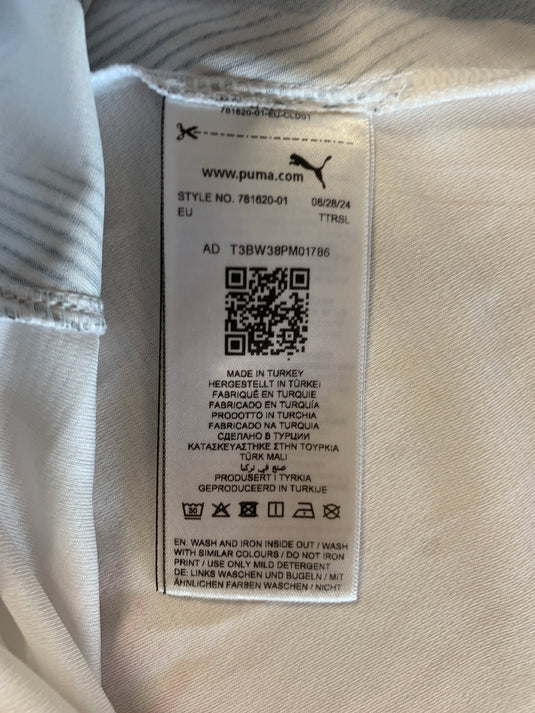 781620-01-EU-CL001
www.puma.com
STYLE NO. 781620-01 08/28/24
EU TTRSL
AD T3BW38PM01786
MADE IN TURKEY
HERGESTELLT IN TÜRKEI
FABRIQUÉ EN TURQUIE
FABRICADO EN TURQUÍA
PRODOTTO IN TURCHIA
FABRICADO NA TURQUIA
СДЕЛАНО В ТУРЦИИ
ΚΑΤΑΣΚΕΥΑΣΤΗΚΕ ΣΤΗΝ ΤΟΥΡΚΙΑ
TÜRK MALI
صنع في تركيا
PRODUSERT I TYRKIA
GEPRODUCEERD IN TURKIJE
30
EN: WASH AND IRON INSIDE OUT / WASH
WITH SIMILAR COLOURS / DO NOT IRON
PRINT / USE ONLY MILD DETERGENT
DE: LINKS WASCHEN UND BUGELN / MIT
ÄHNLICHEN FARBEN WASCHEN / NICHT